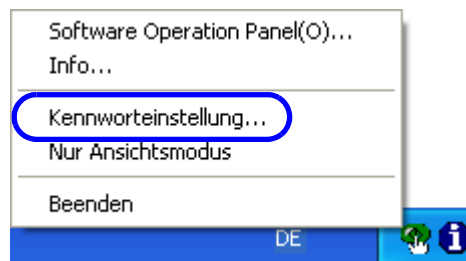 Software Operation Panel(O)...
Info...
Kennworteinstellung...
Nur Ansichtsmodus
Beenden
DE